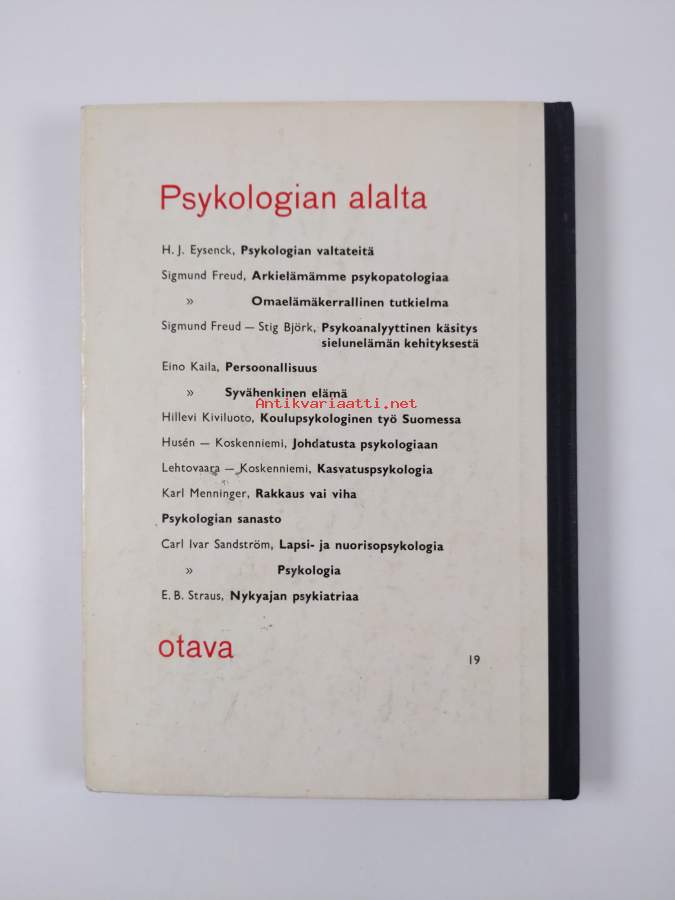 Psykologian alalta
H. J. Eysenck, Psykologian valtateitä
Sigmund Freud, Arkielämämme psykopatologiaa
» Omaelämäkerrallinen tutkielma
Sigmund Freud — Stig Björk, Psykoanalyyttinen käsitys
sielunelämän kehityksestä
Eino Kaila, Persoonallisuus
» Syvähenkinen elämä
Antikvariaatti.net
Hillevi Kiviluoto, Koulupsykologinen työ Suomessa
Husén — Koskenniemi, Johdatusta psykologiaan
Lehtovaara — Koskenniemi, Kasvatuspsykologia
Karl Menninger, Rakkaus vai viha
Psykologian sanasto
Carl Ivar Sandström, Lapsi- ja nuorisopsykologia
» Psykologia
E. B. Straus, Nykyajan psykiatriaa
otava
19